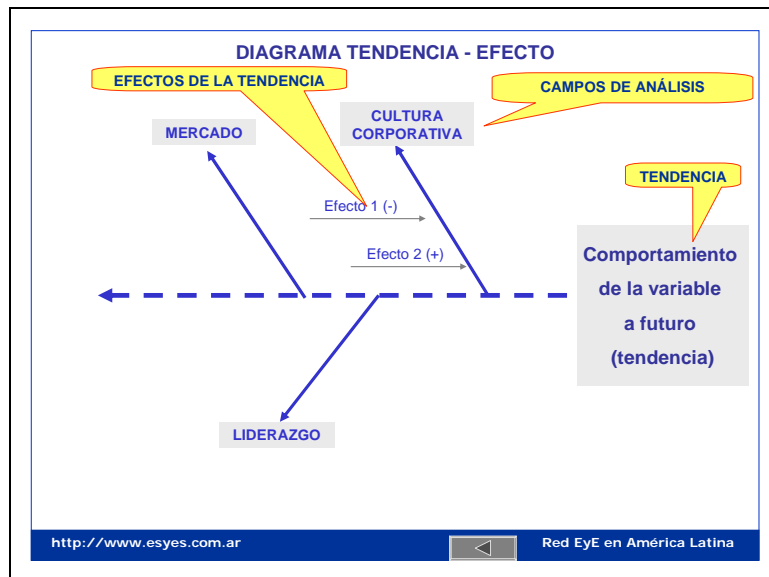 DIAGRAMA TENDENCIA - EFECTO
EFECTOS DE LA TENDENCIA
CAMPOS DE ANÁLISIS
MERCADO
CULTURA
CORPORATIVA
TENDENCIA
Efecto 1 (-)
Efecto 2 (+)
Comportamiento
de la variable
a futuro
(tendencia)
LIDERAZGO
http://www.esyes.com.ar
Red EyE en América Latina